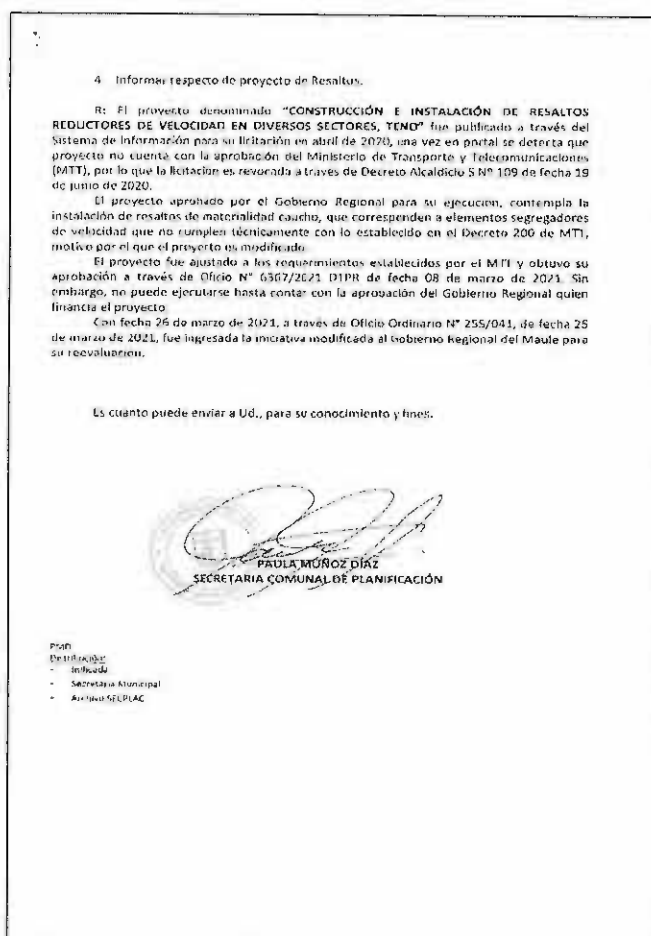 4 Informar respecto de proyecto de Resaltos.
R: El proyecto denominado "CONSTRUCCIÓN E INSTALACIÓN DE RESALTOS
REDUCTORES DE VELOCIDAD EN DIVERSOS SECTORES, TENO" fue publicado a través del
Sistema de Información para su licitación en abril de 2020, una vez en portal se detecta que
proyecto no cuenta con la aprobación del Ministerio de Transporte y Telecomunicaciones
(MTT), por lo que la licitación es revocada a través de Decreto Alcaldicio S Nº 109 de fecha 19
de junio de 2020.
El proyecto aprobado por el Gobierno Regional para su ejecución, contempla la
instalación de resaltos de materialidad caucho, que corresponden a elementos segregadores
de velocidad que no cumplen técnicamente con lo establecido en el Decreto 200 de MTT,
motivo por el que el proyecto es modificado
El proyecto fue ajustado a los requerimientos establecidos por el MTT y obtuvo su
aprobación a través de Oficio N° 6367/2021 DTPR de fecha 08 de marzo de 2021. Sin
embargo, no puede ejecutarse hasta contar con la aprobación del Gobierno Regional quien
financia el proyecto
Con fecha 26 de marzo de 2021, a través de Oficio Ordinario N° 255/041, de fecha 25
de marzo de 2021, fue ingresada la iniciativa modificada al Gobierno Regional del Maule para
su reevaluación.
Es cuanto puede enviar a Ud., para su conocimiento y fines.
PAULA MUÑOZ DÍAZ
SECRETARIA COMUNAL DE PLANIFICACIÓN
PMD
Distribución
- Indicada
- Secretaria Municipal
- Archivo SECPLAC